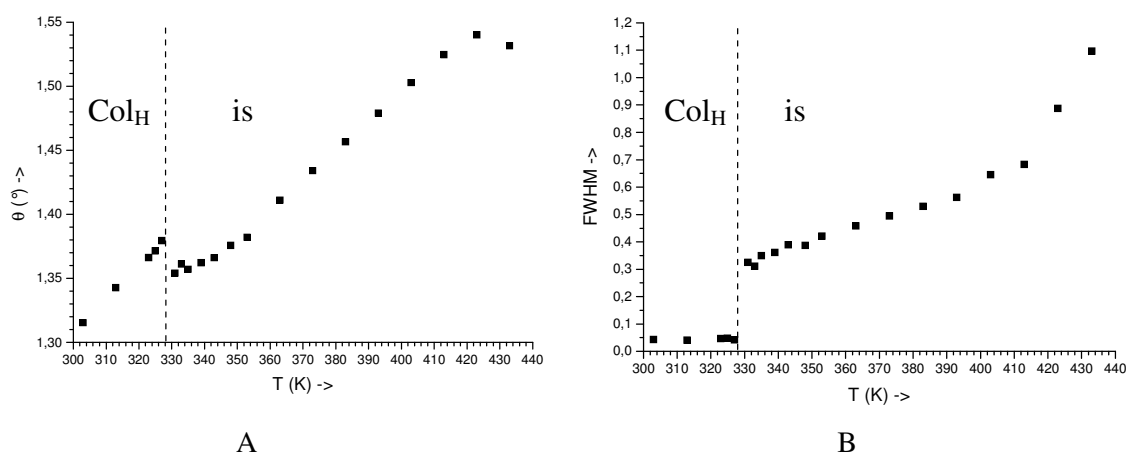 1,55
1,50
1,45
1,40
1,35
1,30
θ (°) ->
Col_H is
300 310 320 330 340 350 360 370 380 390 400 410 420 430 440
T (K) ->
A
1,2
1,1
1,0
0,9
0,8
0,7
0,6
0,5
0,4
0,3
0,2
0,1
0,0
FWHM ->
Col_H is
300 310 320 330 340 350 360 370 380 390 400 410 420 430 440
T (K) ->
B